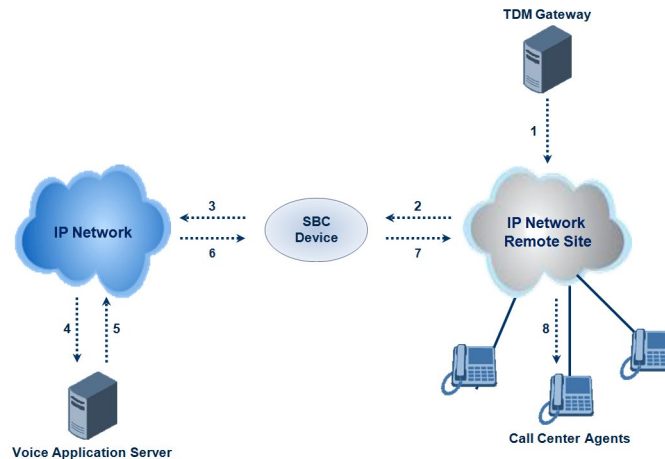 TDM Gateway
1
3
2
IP Network
SBC
Device
IP Network
Remote Site
6
7
4
5
8
Voice Application Server
Call Center Agents